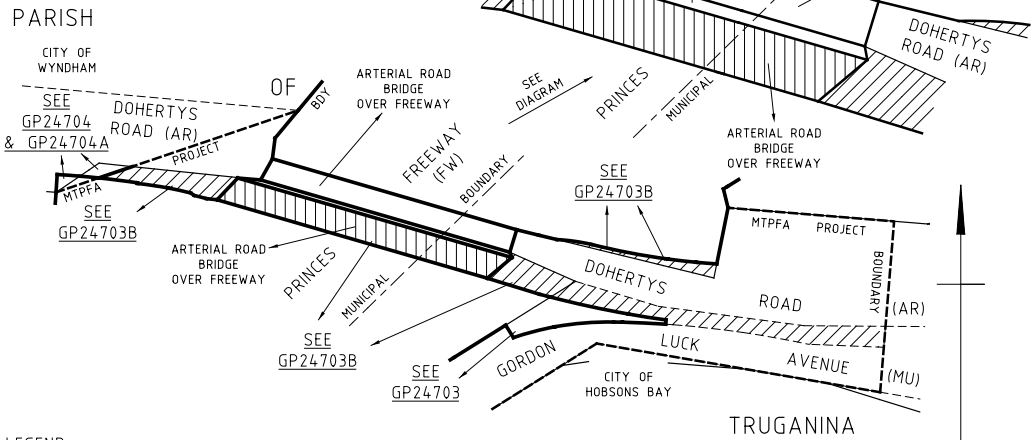 PARISH
CITY OF
WYNDHAM
SEE
GP24704
& GP24704A
DOHERTYS
ROAD (AR)
OF
BDY
PROJECT
MTPFA
SEE
GP24703B
ARTERIAL ROAD
BRIDGE
OVER FREEWAY
SEE
DIAGRAM
PRINCES
MUNICIPAL
DOHERTYS
ROAD (AR)
ARTERIAL ROAD
BRIDGE
OVER FREEWAY
FREEWAY
(FW)
BOUNDARY
SEE
GP24703B
MTPFA PROJECT
BOUNDARY
ARTERIAL ROAD
BRIDGE
OVER FREEWAY
PRINCES
MUNICIPAL
DOHERTYS
ROAD
(AR)
SEE
GP24703B
SEE
GP24703
GORDON
LUCK
AVENUE
(MU)
CITY OF
HOBSONS BAY
TRUGANINA
LEGEND